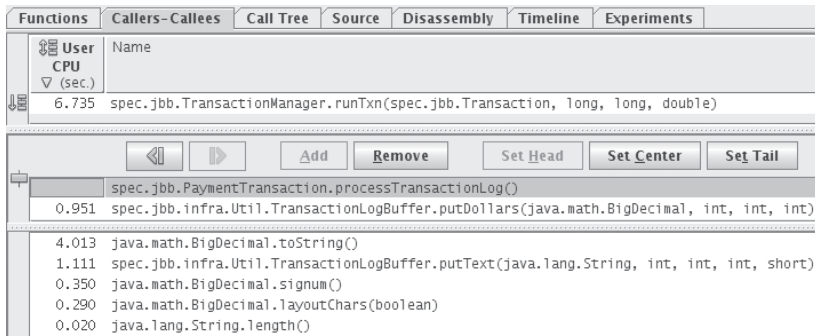 Functions Callers-Callees Call Tree Source Disassembly Timeline Experiments
User Name
CPU
(sec.)
6.735 spec.jbb.TransactionManager.runTxn(spec.jbb.Transaction, long, long, double)
Add Remove Set Head Set Center Set Tail
spec.jbb.PaymentTransaction.processTransactionLog()
0.951 spec.jbb.infra.Util.TransactionLogBuffer.putDollars(java.math.BigDecimal, int, int, int)
4.013 java.math.BigDecimal.toString()
1.111 spec.jbb.infra.Util.TransactionLogBuffer.putText(java.lang.String, int, int, int, short)
0.350 java.math.BigDecimal.signum()
0.290 java.math.BigDecimal.layoutChars(boolean)
0.020 java.lang.String.length()